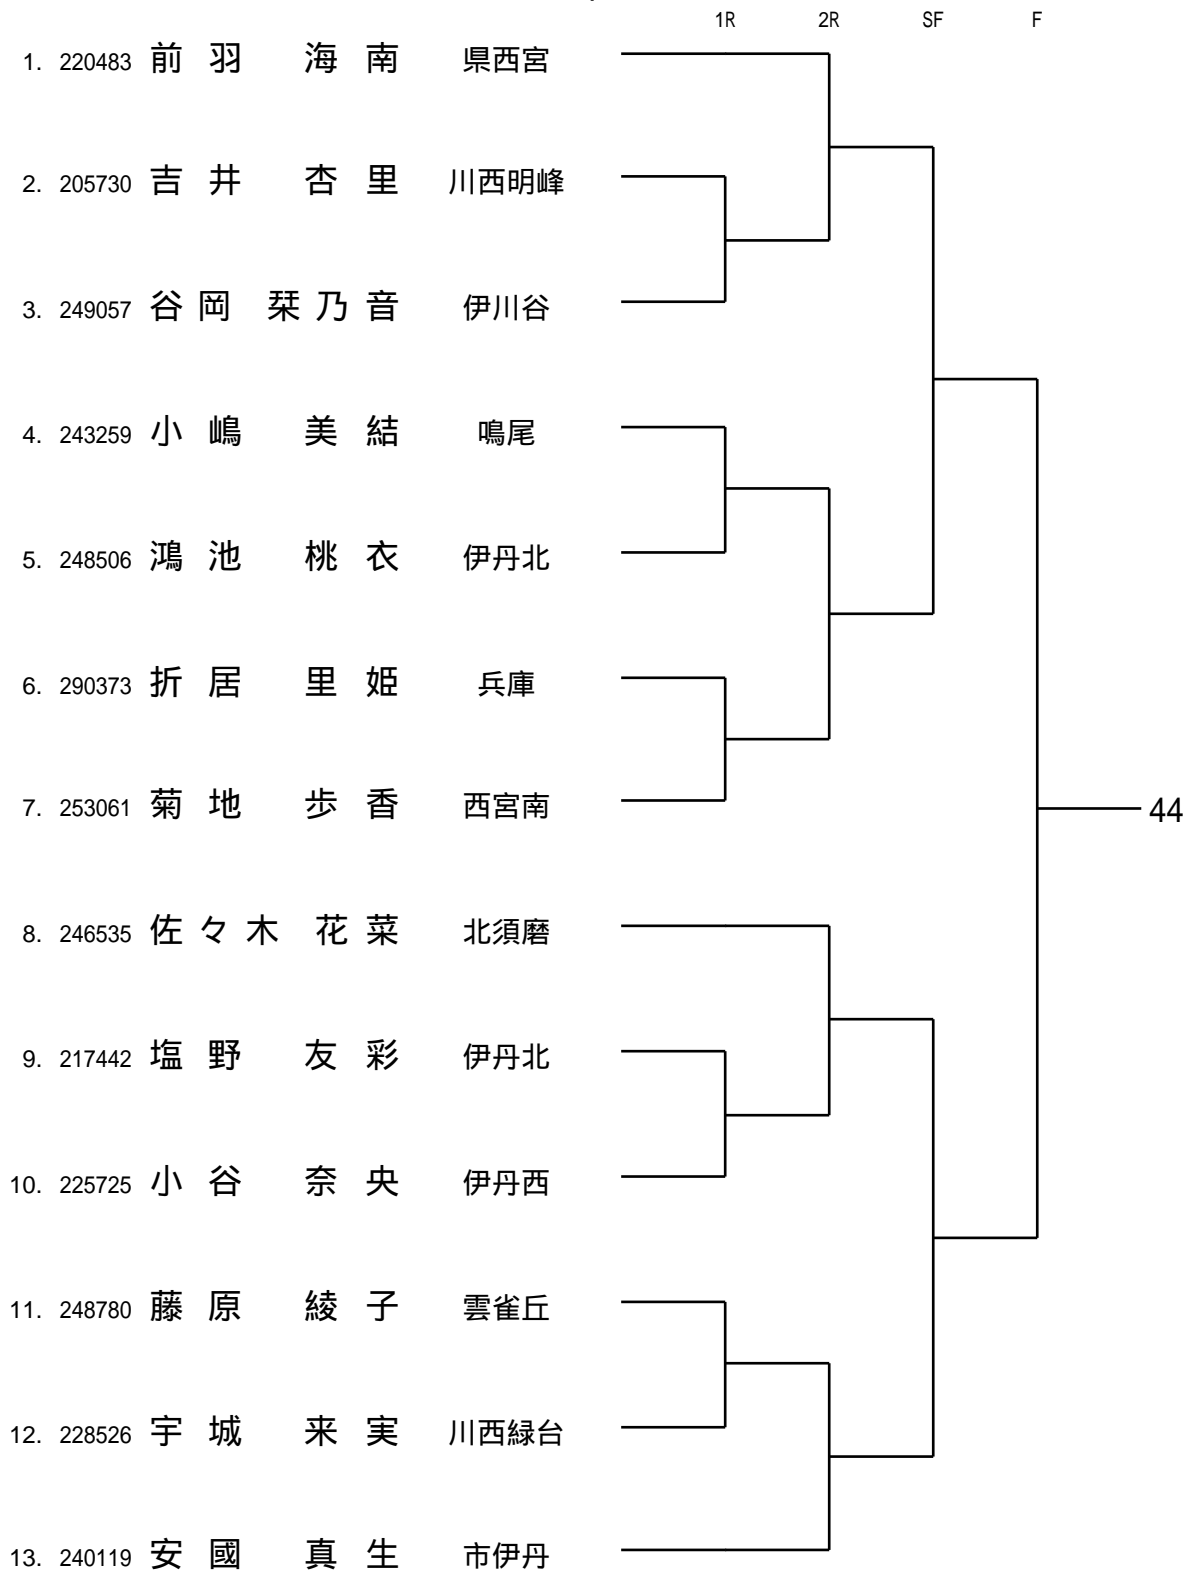 1R 2R SF F
1. 220483 前 羽 海 南 県西宮
2. 205730 吉 井 杏 里 川西明峰
3. 249057 谷 岡 栞 乃 音 伊川谷
4. 243259 小 嶋 美 結 鳴尾
5. 248506 鴻 池 桃 衣 伊丹北
6. 290373 折 居 里 姫 兵庫
7. 253061 菊 地 歩 香 西宮南
44
8. 246535 佐 々 木 花 菜 北須磨
9. 217442 塩 野 友 彩 伊丹北
10. 225725 小 谷 奈 央 伊丹西
11. 248780 藤 原 綾 子 雲雀丘
12. 228526 宇 城 来 実 川西緑台
13. 240119 安 國 真 生 市伊丹